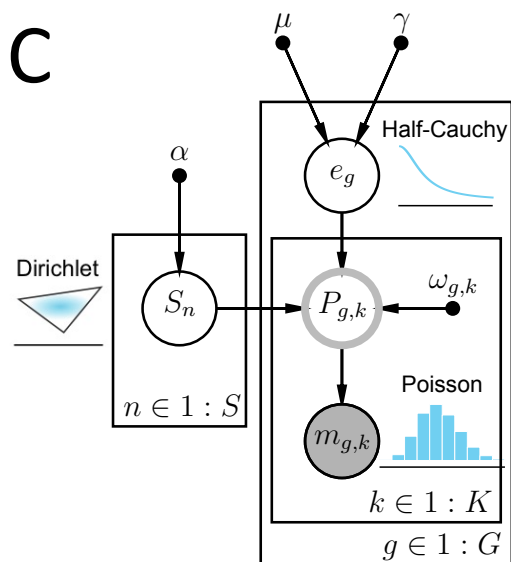 C
μ γ
Half-Cauchy
e_g
α
Dirichlet
S_n
P_{g,k}
ω_{g,k}
Poisson
m_{g,k}
n ∈ 1 : S
k ∈ 1 : K
g ∈ 1 : G